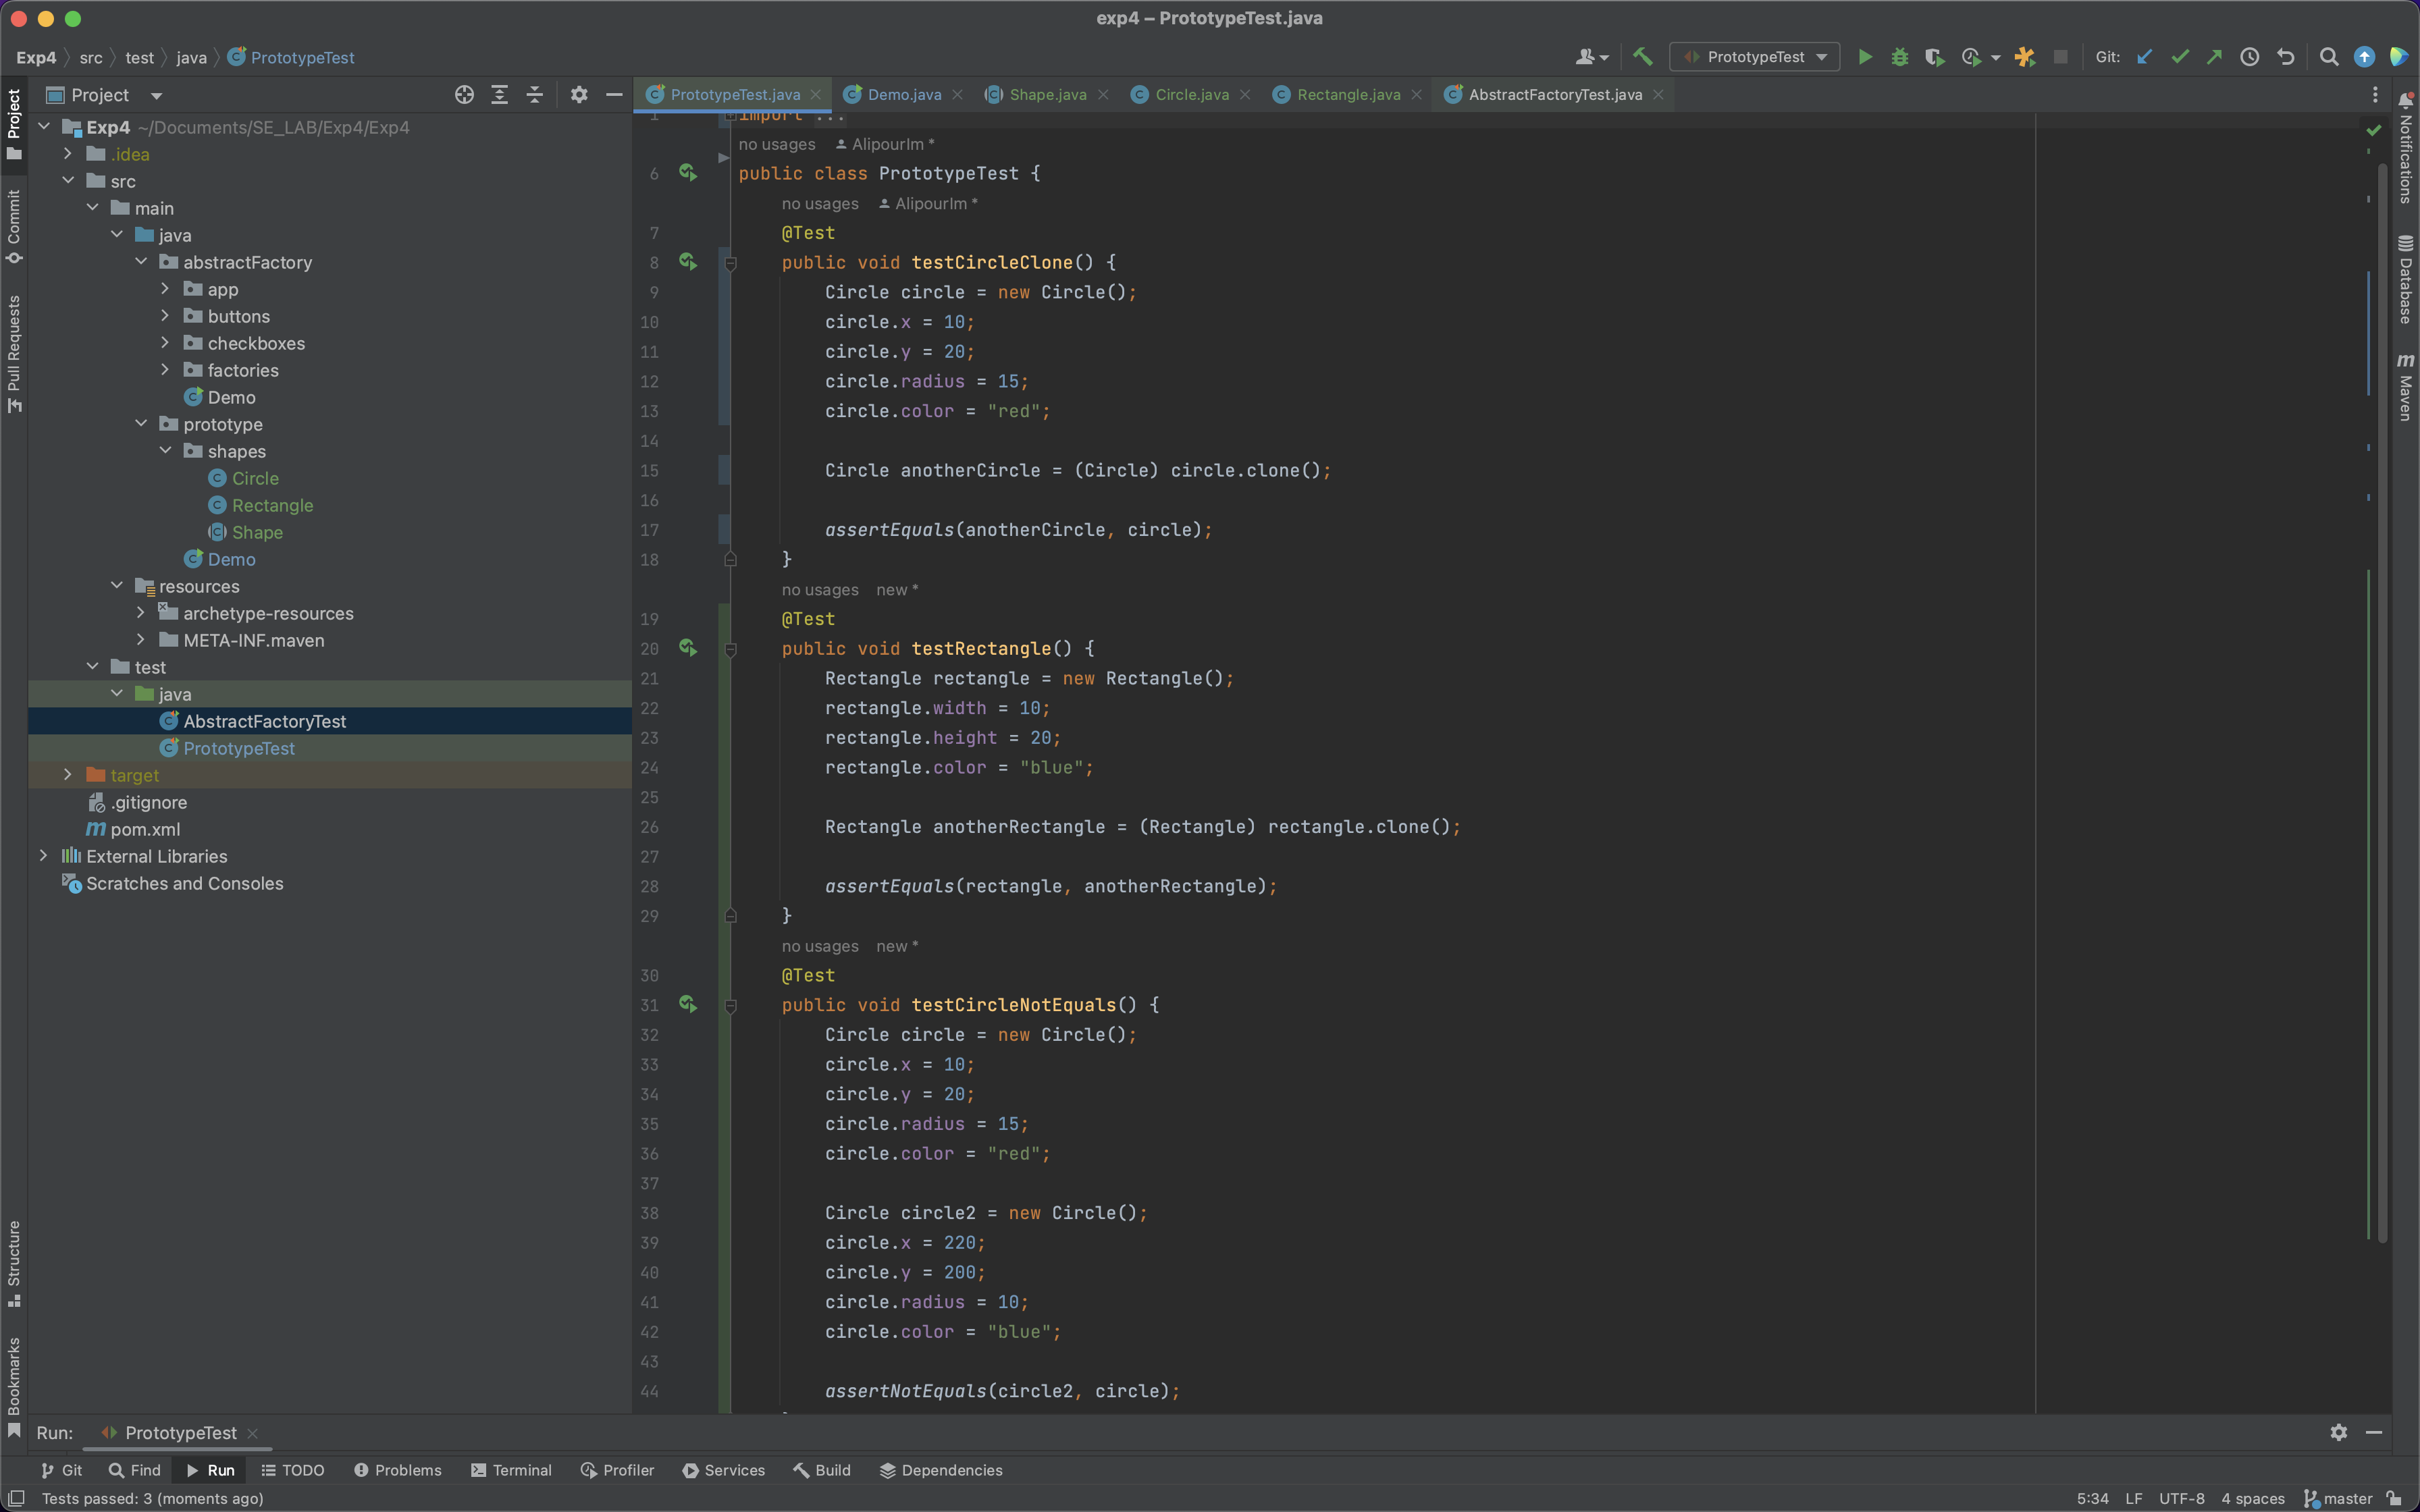 exp4 – PrototypeTest.java
Exp4 src test java PrototypeTest
PrototypeTest Git:
Project
PrototypeTest.java Demo.java Shape.java Circle.java Rectangle.java AbstractFactoryTest.java
Project
Commit
Pull Requests
Structure
Bookmarks
Exp4 ~/Documents/SE_LAB/Exp4/Exp4
.idea
src
main
java
abstractFactory
app
buttons
checkboxes
factories
Demo
prototype
shapes
Circle
Rectangle
Shape
Demo
resources
archetype-resources
META-INF.maven
test
java
AbstractFactoryTest
PrototypeTest
target
.gitignore
pom.xml
External Libraries
Scratches and Consoles
1 import ...
no usages AlipourIm *
6 public class PrototypeTest {
no usages AlipourIm *
7 @Test
8 public void testCircleClone() {
9 Circle circle = new Circle();
10 circle.x = 10;
11 circle.y = 20;
12 circle.radius = 15;
13 circle.color = "red";
14
15 Circle anotherCircle = (Circle) circle.clone();
16
17 assertEquals(anotherCircle, circle);
18 }
no usages new *
19 @Test
20 public void testRectangle() {
21 Rectangle rectangle = new Rectangle();
22 rectangle.width = 10;
23 rectangle.height = 20;
24 rectangle.color = "blue";
25
26 Rectangle anotherRectangle = (Rectangle) rectangle.clone();
27
28 assertEquals(rectangle, anotherRectangle);
29 }
no usages new *
30 @Test
31 public void testCircleNotEquals() {
32 Circle circle = new Circle();
33 circle.x = 10;
34 circle.y = 20;
35 circle.radius = 15;
36 circle.color = "red";
37
38 Circle circle2 = new Circle();
39 circle.x = 220;
40 circle.y = 200;
41 circle.radius = 10;
42 circle.color = "blue";
43
44 assertNotEquals(circle2, circle);
Notifications
Database
Maven
Run: PrototypeTest
Git Find Run TODO Problems Terminal Profiler Services Build Dependencies
Tests passed: 3 (moments ago) 5:34 LF UTF-8 4 spaces master